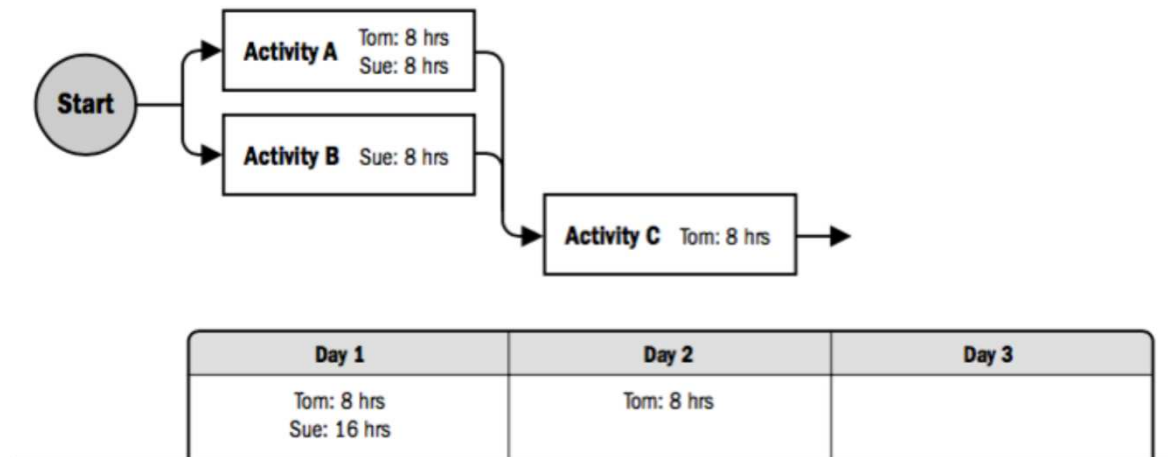 Start
Activity A
Tom: 8 hrs
Sue: 8 hrs
Activity B Sue: 8 hrs
Activity C Tom: 8 hrs
Day 1 Day 2 Day 3
Tom: 8 hrs Tom: 8 hrs
Sue: 16 hrs